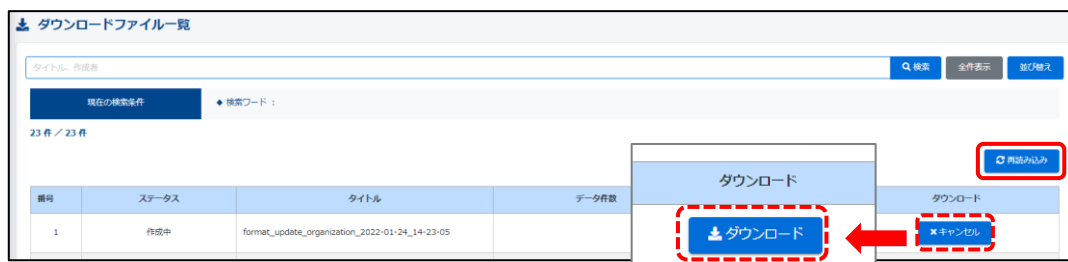 ダウンロードファイル一覧
タイトル、作成者
検索 全件表示 並び替え
現在の検索条件 ◆ 検索ワード :
23 件 / 23 件
再読み込み
番号 ステータス タイトル データ件数 ダウンロード ダウンロード
1 作成中 format_update_organization_2022-01-24_14-23-05 ダウンロード キャンセル